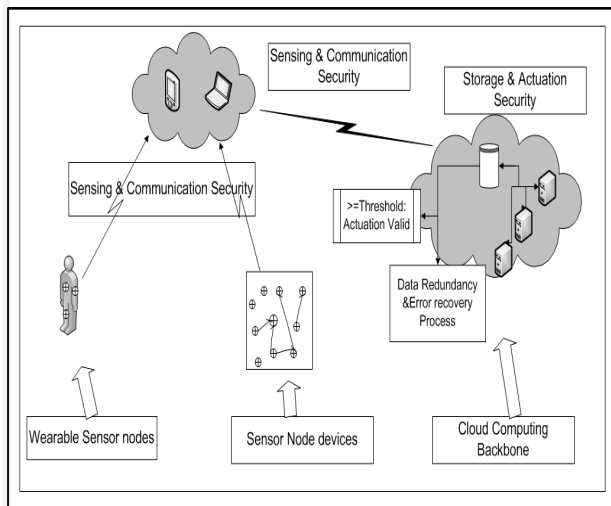 Sensing & Communication
Security
Storage & Actuation
Security
Sensing & Communication Security
>=Threshold:
Actuation Valid
Data Redundancy
&Error recovery
Process
Wearable Sensor nodes
Sensor Node devices
Cloud Computing
Backbone